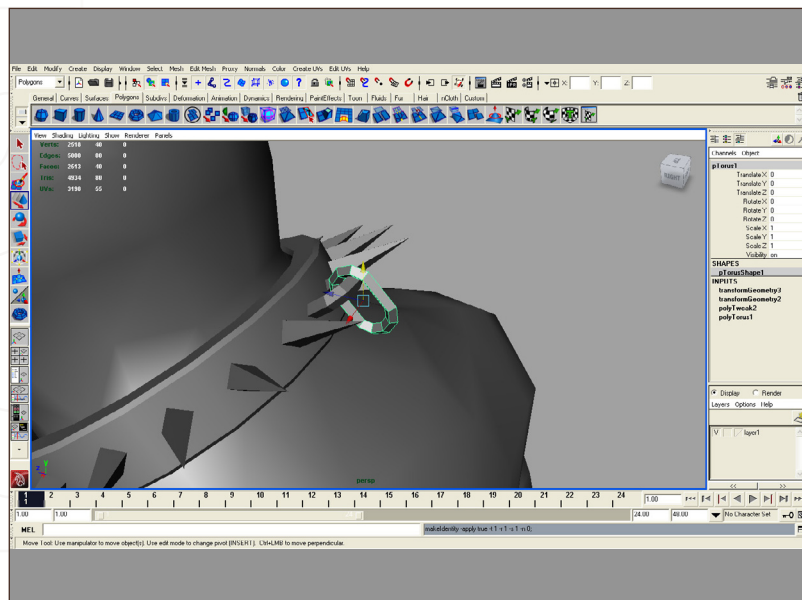 File Edit Modify Create Display Window Select Mesh Edit Mesh Proxy Normals Color Create UVs Edit UVs Help
Polygons X: Y: Z:
General Curves Surfaces Polygons Subdivs Deformation Animation Dynamics Rendering PaintEffects Toon Fluids Fur Hair nCloth Custom
View Shading Lighting Show Renderer Panels
Verts: 2518 40 0
Edges: 5080 80 0
Faces: 2613 40 0
Tris: 4934 80 0
UVs: 3190 55 0
RIGHT
Channels Object
pTorus1
Translate X 0
Translate Y 0
Translate Z 0
Rotate X 0
Rotate Y 0
Rotate Z 0
Scale X 1
Scale Y 1
Scale Z 1
Visibility on
SHAPES
pTorusShape1
INPUTS
transformGeometry3
transformGeometry2
polyTweak2
polyTorus1
Display Render
Layers Options Help
V layer1
persp
1 2 3 4 5 6 7 8 9 10 11 12 13 14 15 16 17 18 19 20 21 22 23 24 1.00
1
1.00 1.00 24.00 48.00 No Character Set
MEL makeIdentity -apply true -t 1 -r 1 -s 1 -n 0;
Move Tool: Use manipulator to move object(s). Use edit mode to change pivot (INSERT). Ctrl+LMB to move perpendicular.